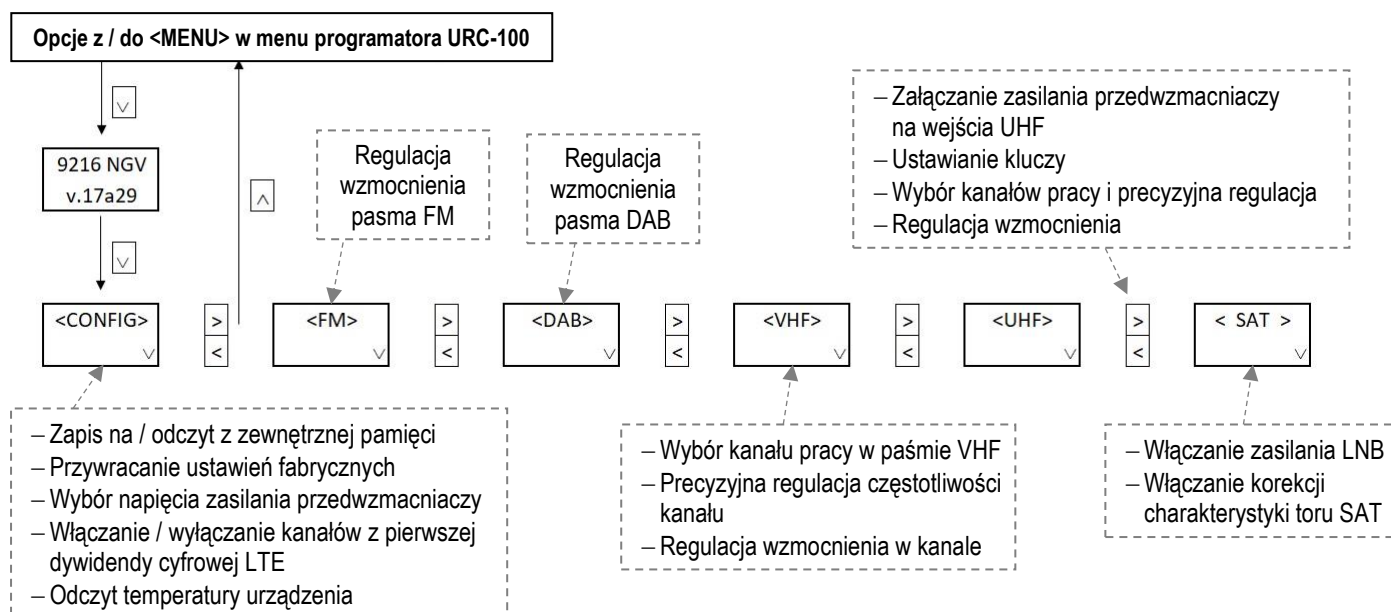 Opcje z / do <MENU> w menu programatora URC-100
∨
9216 NGV
v.17a29
∨
∧
Regulacja
wzmocnienia
pasma FM
Regulacja
wzmocnienia
pasma DAB
– Załączanie zasilania przedwzmacniaczy
na wejścia UHF
– Ustawianie kluczy
– Wybór kanałów pracy i precyzyjna regulacja
– Regulacja wzmocnienia
<CONFIG>
∨
>
<
<FM>
∨
>
<
<DAB>
∨
>
<
<VHF>
∨
>
<
<UHF>
∨
>
<
< SAT >
∨
– Zapis na / odczyt z zewnętrznej pamięci
– Przywracanie ustawień fabrycznych
– Wybór napięcia zasilania przedwzmacniaczy
– Włączanie / wyłączanie kanałów z pierwszej
dywidendy cyfrowej LTE
– Odczyt temperatury urządzenia
– Wybór kanału pracy w paśmie VHF
– Precyzyjna regulacja częstotliwości
kanału
– Regulacja wzmocnienia w kanale
– Włączanie zasilania LNB
– Włączanie korekcji
charakterystyki toru SAT